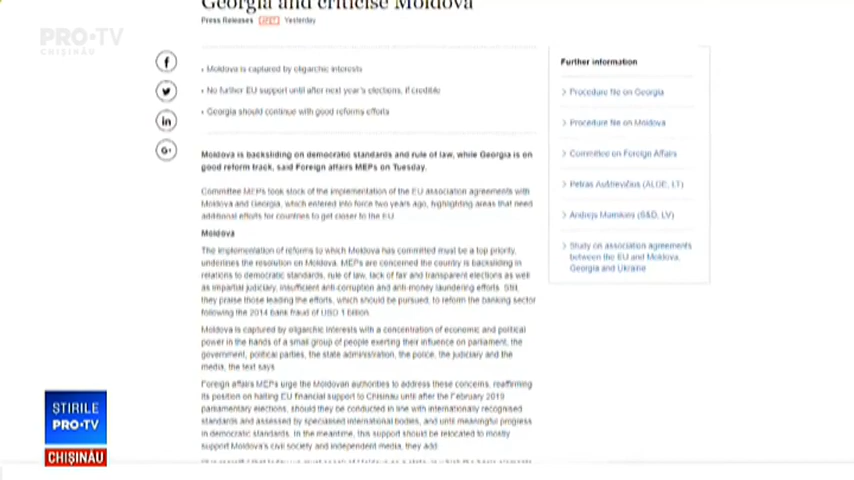 Georgia and criticise Moldova
PRO•TV
CHIȘINĂU
Press Releases AFET Yesterday
• Moldova is captured by oligarchic interests
• No further EU support until after next year's elections, if credible
• Georgia should continue with good reforms efforts
Moldova is backsliding on democratic standards and rule of law, while Georgia is on
good reform track, said Foreign affairs MEPs on Tuesday.
Committee MEPs took stock of the implementation of the EU association agreements with
Moldova and Georgia, which entered into force two years ago, highlighting areas that need
additional efforts for countries to get closer to the EU
Moldova
The implementation of reforms to which Moldova has committed must be a top priority,
underlines the resolution on Moldova. MEPs are concerned the country is backsliding in
relations to democratic standards, rule of law, lack of fair and transparent elections as well
as impartial judiciary, insufficient anti-corruption and anti-money laundering efforts. Still,
they praise those leading the efforts, which should be pursued, to reform the banking sector
following the 2014 bank fraud of USD 1 billion.
Moldova is captured by oligarchic interests with a concentration of economic and political
power in the hands of a small group of people exerting their influence on parliament, the
government, political parties, the state administration, the police, the judiciary and the
media, the text says
Foreign affairs MEPs urge the Moldovan authorities to address these concerns, reaffirming
its position on halting EU financial support to Chisinau until after the February 2019
parliamentary elections, should they be conducted in line with internationally recognised
standards and assessed by specialised international bodies, and until meaningful progress
in democratic standards. In the meantime, this support should be relocated to mostly
support Moldova's civil society and independent media, they add
Further information
> Procedure file on Georgia
> Procedure file on Moldova
> Committee on Foreign Affairs
> Petras Auštrevičius (ALDE, LT)
> Andrejs Mamikins (S&D, LV)
> Study on association agreements
between the EU and Moldova,
Georgia and Ukraine
f
in
G+
ȘTIRILE
PRO•TV
CHIȘINĂU